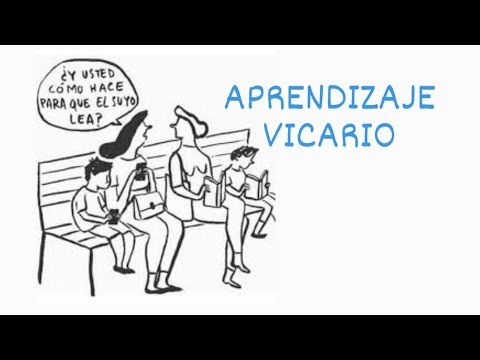 ¿Y USTED
CÓMO HACE
PARA QUE EL SUYO
LEA?
APRENDIZAJE
VICARIO